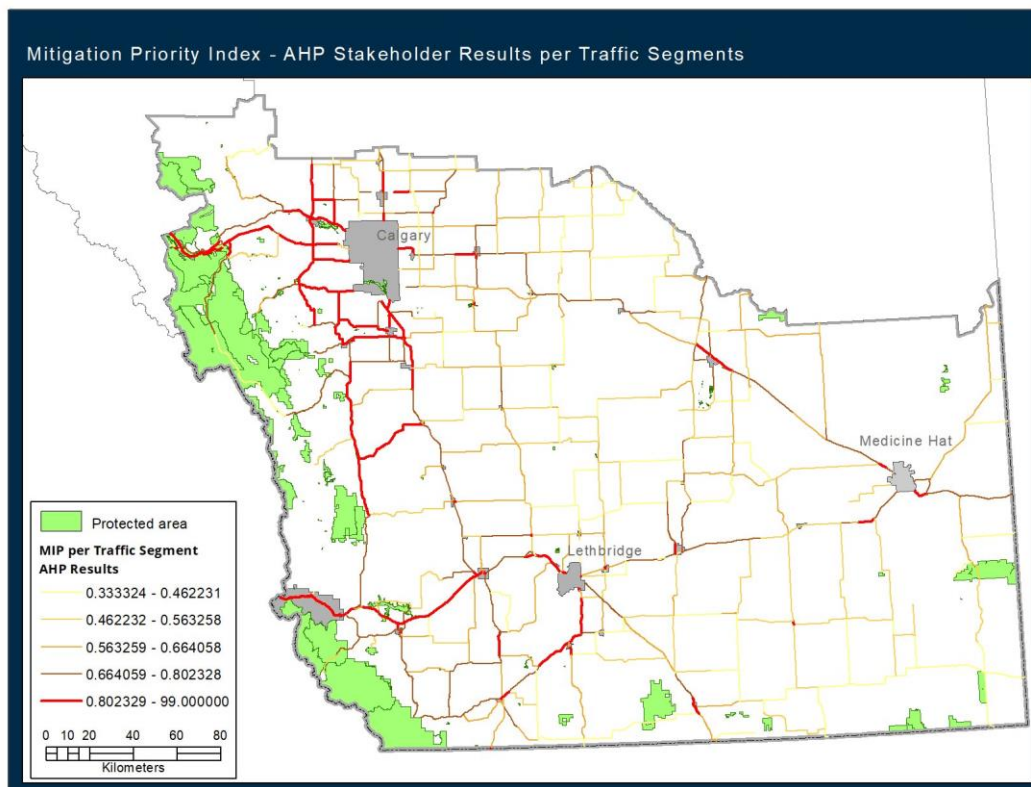 Mitigation Priority Index - AHP Stakeholder Results per Traffic Segments
Calgary
Medicine Hat
Lethbridge
Protected area
MIP per Traffic Segment
AHP Results
0.333324 - 0.462231
0.462232 - 0.563258
0.563259 - 0.664058
0.664059 - 0.802328
0.802329 - 99.000000
0 10 20 40 60 80
Kilometers